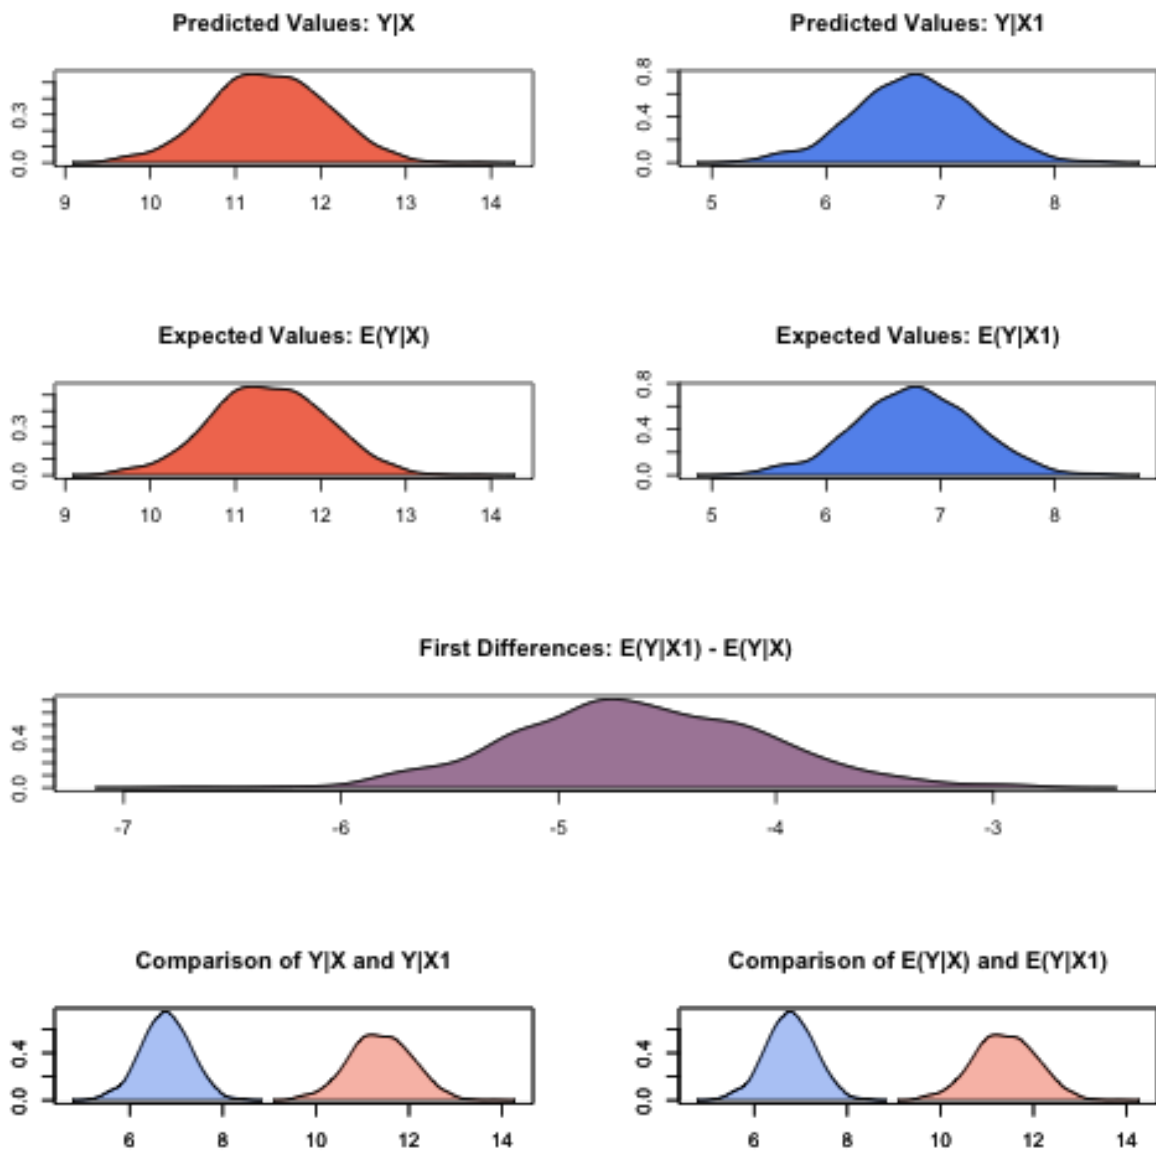 Predicted Values: Y|X
0.0 0.3
9 10 11 12 13 14
Predicted Values: Y|X1
0.0 0.4 0.8
5 6 7 8
Expected Values: E(Y|X)
0.0 0.3
9 10 11 12 13 14
Expected Values: E(Y|X1)
0.0 0.4 0.8
5 6 7 8
First Differences: E(Y|X1) - E(Y|X)
0.0 0.4
-7 -6 -5 -4 -3
Comparison of Y|X and Y|X1
0.0 0.4
6 8 10 12 14
Comparison of E(Y|X) and E(Y|X1)
0.0 0.4
6 8 10 12 14